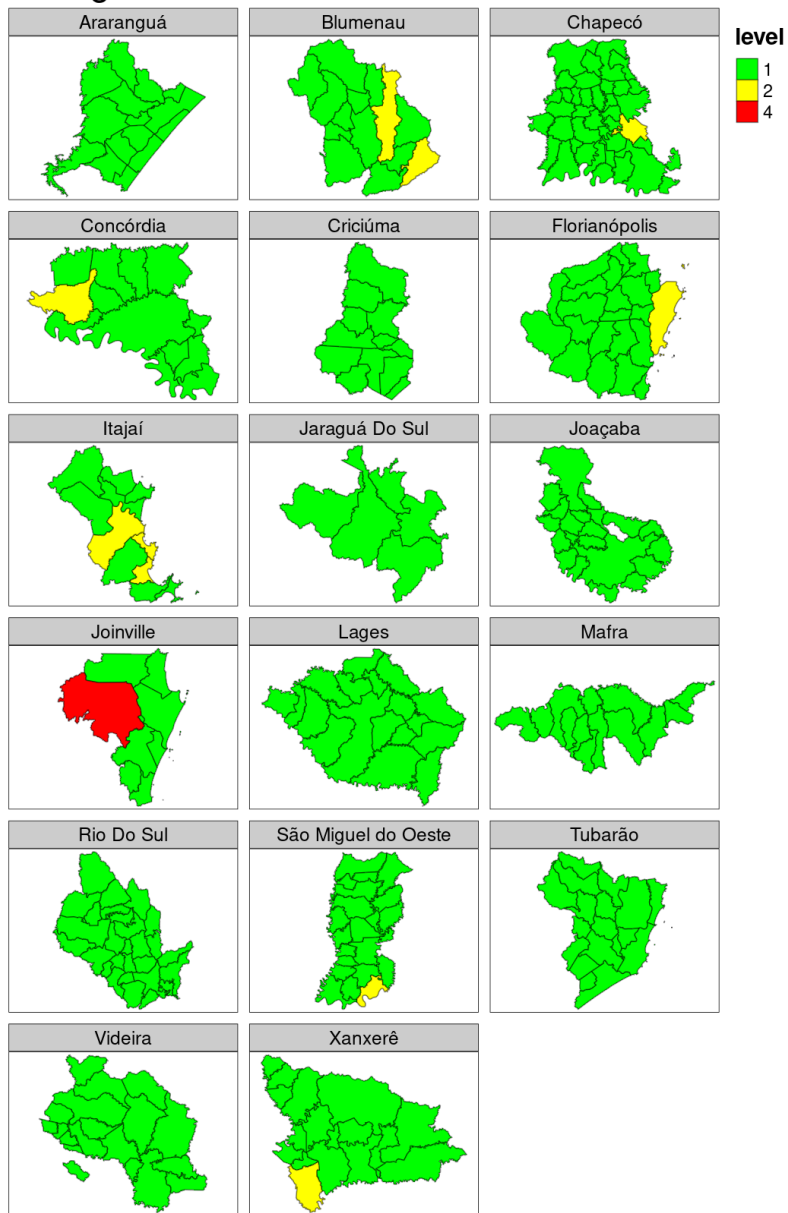 Araranguá
Blumenau
Chapecó
level
1
2
4
Concórdia
Criciúma
Florianópolis
Itajaí
Jaraguá Do Sul
Joaçaba
Joinville
Lages
Mafra
Rio Do Sul
São Miguel do Oeste
Tubarão
Videira
Xanxerê